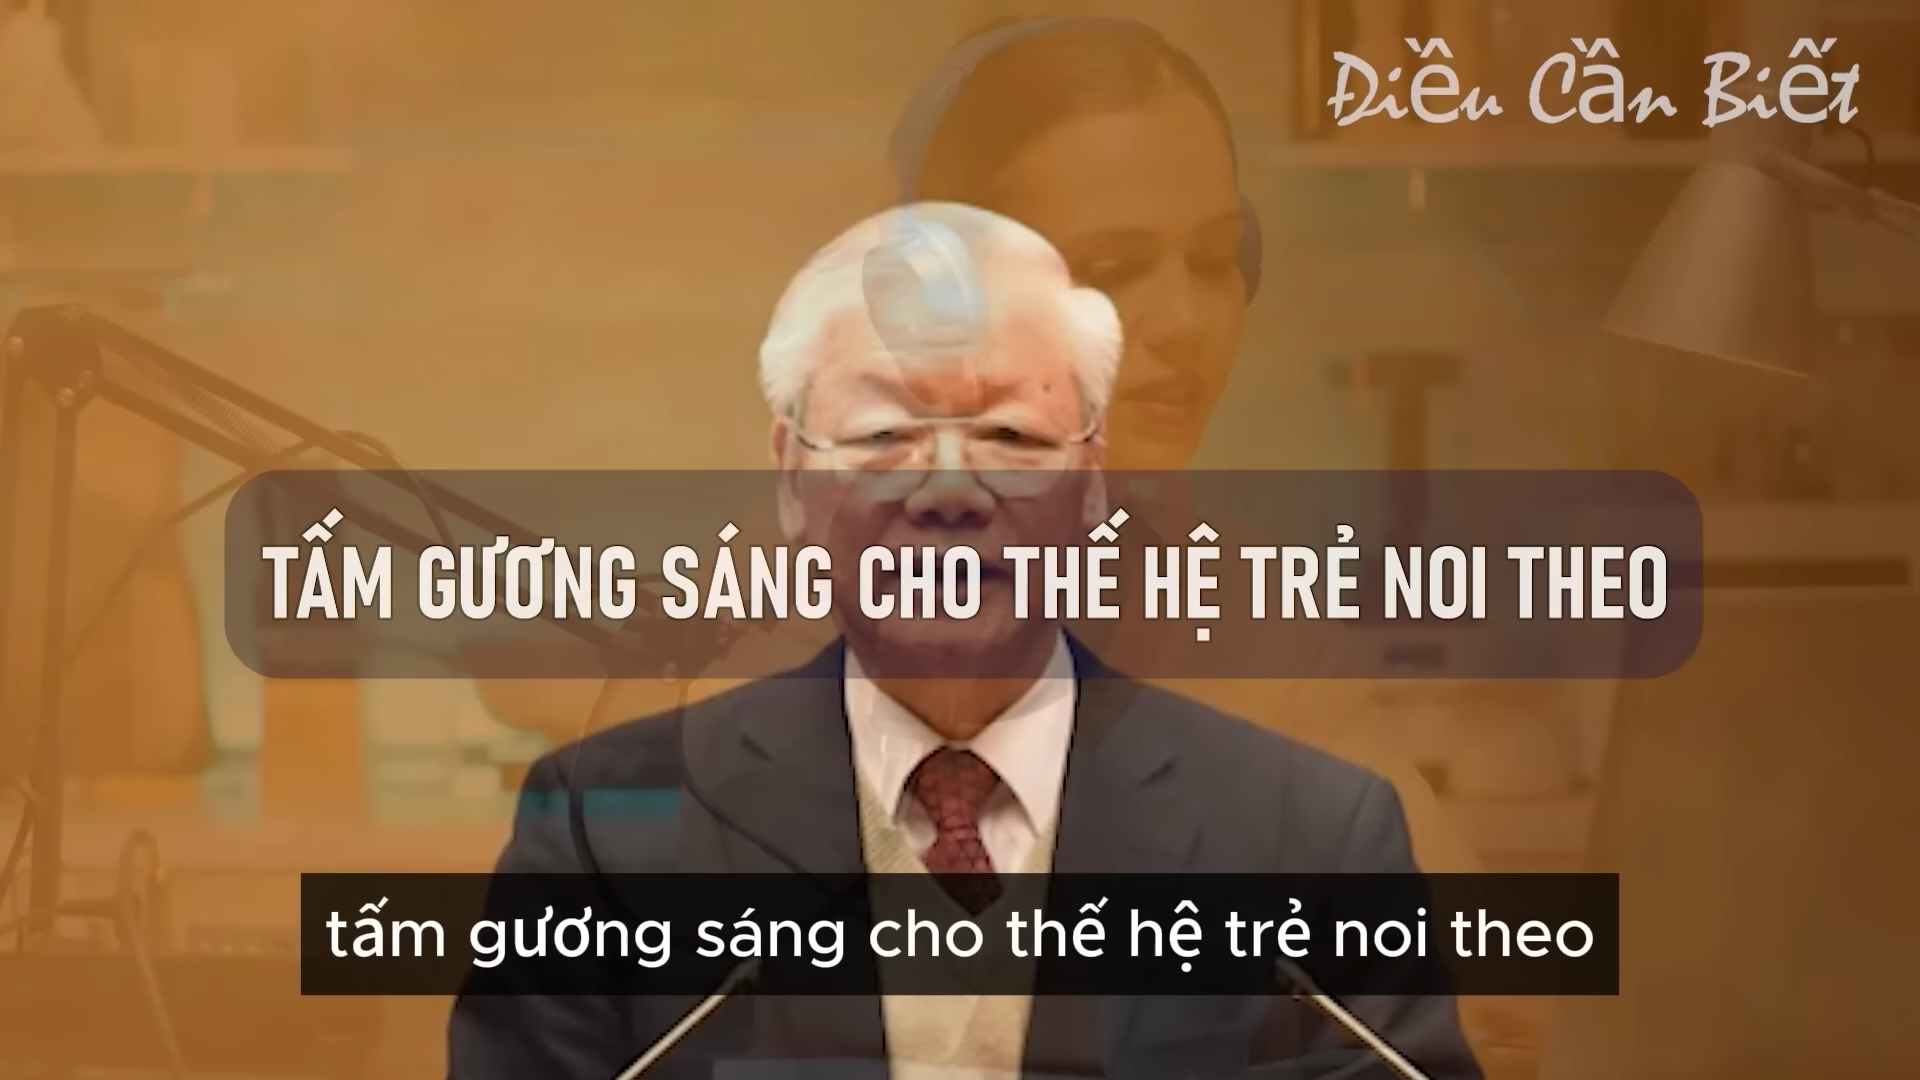 Điều Cần Biết
TẤM GƯƠNG SÁNG CHO THẾ HỆ TRẺ NOI THEO
tấm gương sáng cho thế hệ trẻ noi theo